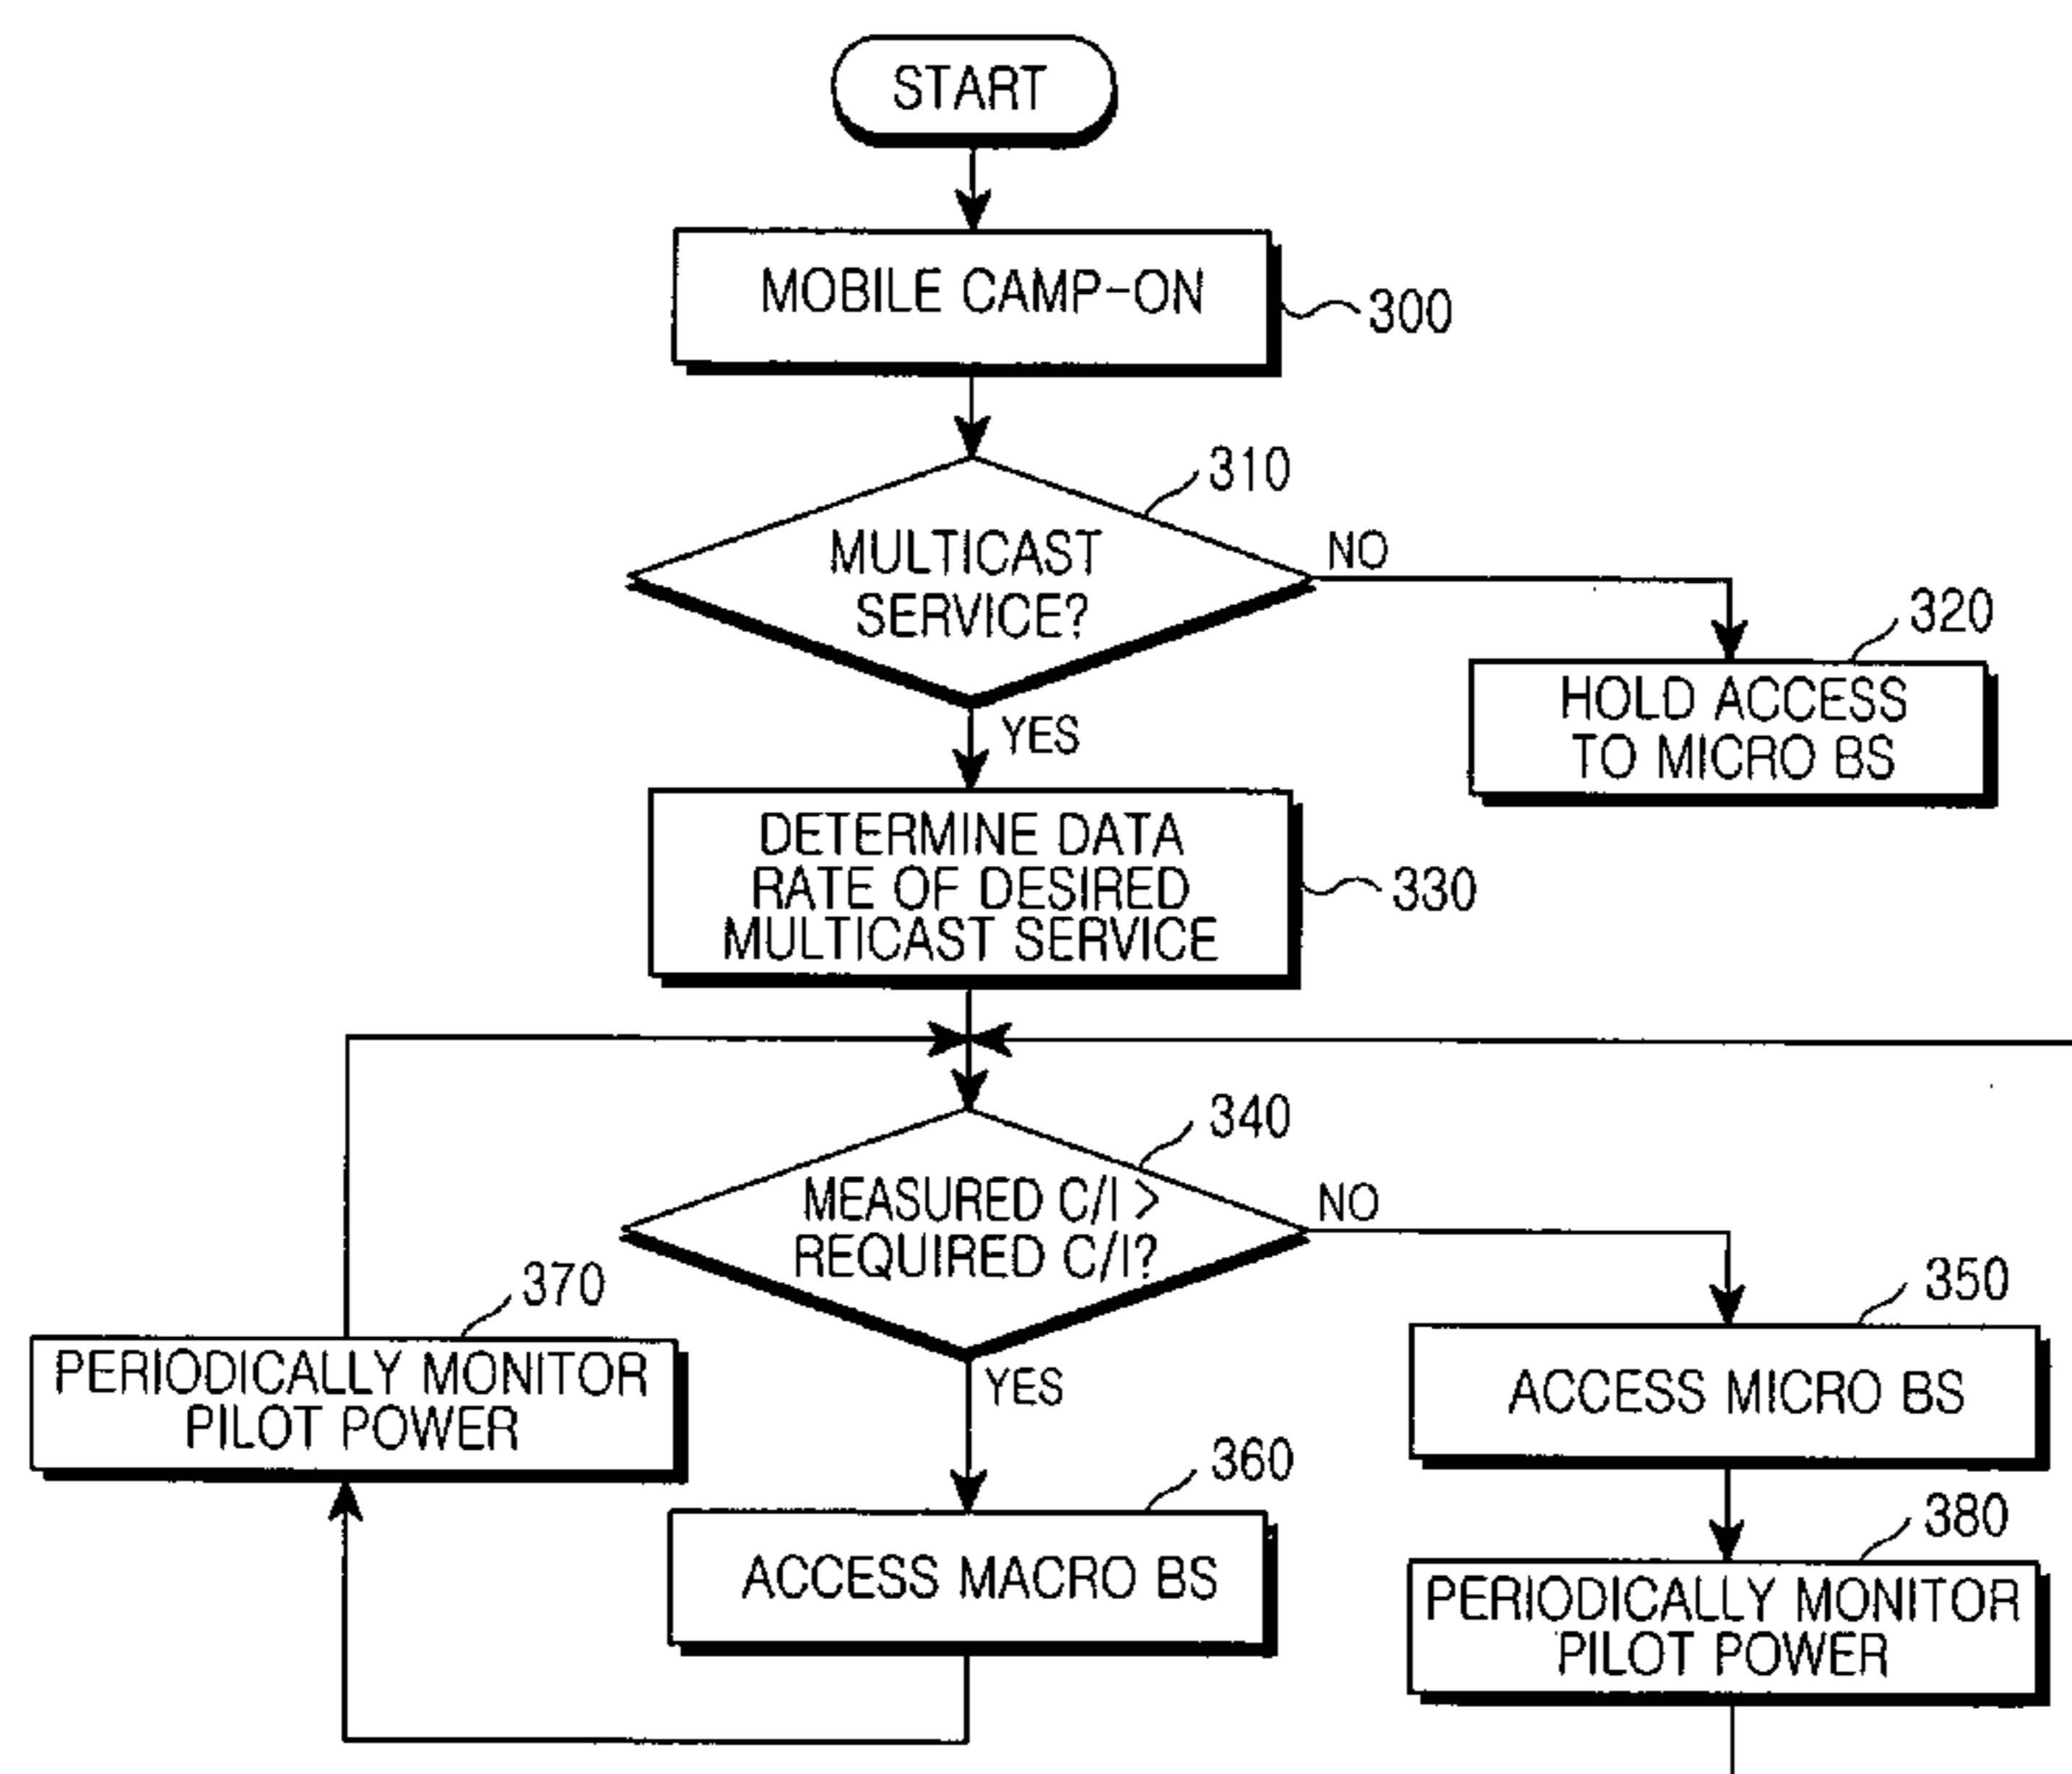 START
MOBILE CAMP-ON
300
310
MULTICAST
SERVICE?
NO
320
HOLD ACCESS
TO MICRO BS
YES
DETERMINE DATA
RATE OF DESIRED
MULTICAST SERVICE
330
340
MEASURED C/I >
REQUIRED C/I?
NO
370
PERIODICALLY MONITOR
PILOT POWER
350
ACCESS MICRO BS
YES
360
ACCESS MACRO BS
380
PERIODICALLY MONITOR
PILOT POWER